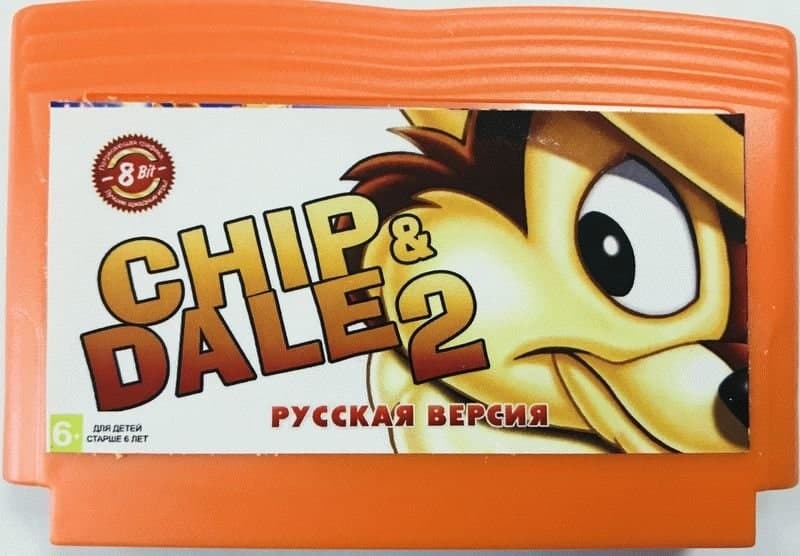 8 Bit
CHIP &
DALE 2
РУССКАЯ ВЕРСИЯ
6+
ДЛЯ ДЕТЕЙ
СТАРШЕ 6 ЛЕТ